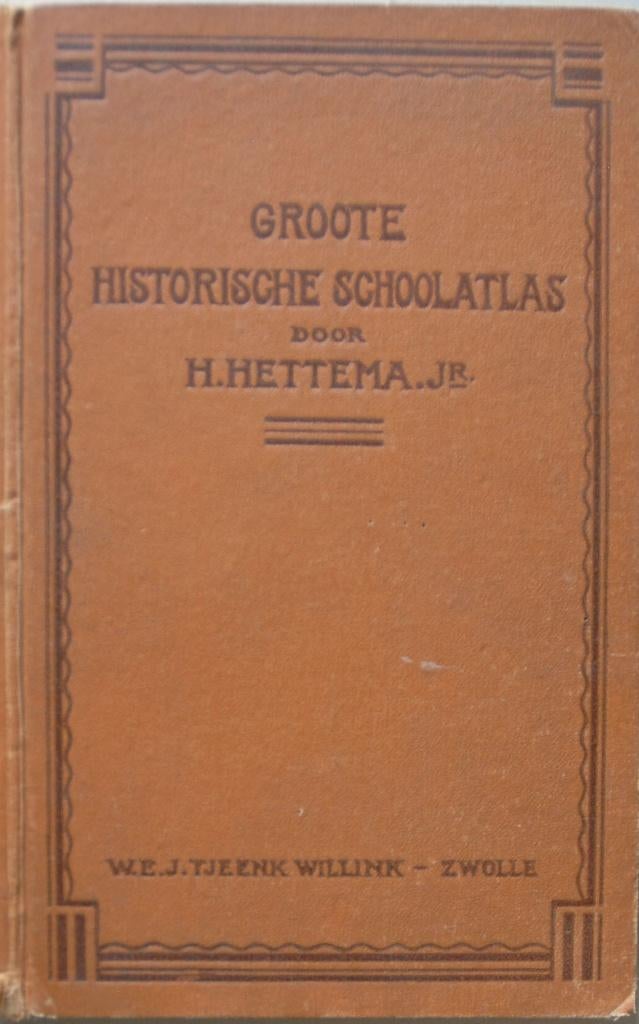 GROOTE
HISTORISCHE SCHOOLATLAS
DOOR
H. HETTEMA. JR.
W.E.J. TJEENK WILLINK - ZWOLLE